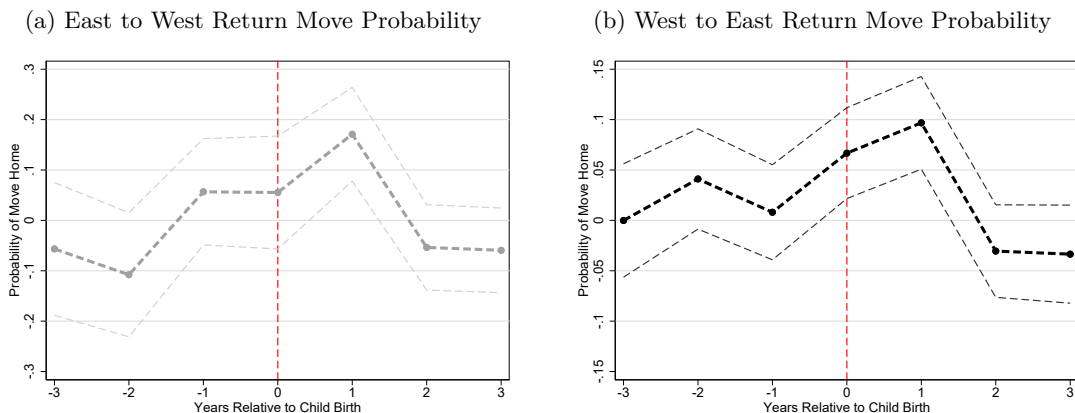 (a) East to West Return Move Probability
Probability of Move Home
.3
.2
.1
0
-.1
-.2
-.3
-3 -2 -1 0 1 2 3
Years Relative to Child Birth
(b) West to East Return Move Probability
Probability of Move Home
.15
.1
.05
0
-.05
-.1
-.15
-3 -2 -1 0 1 2 3
Years Relative to Child Birth